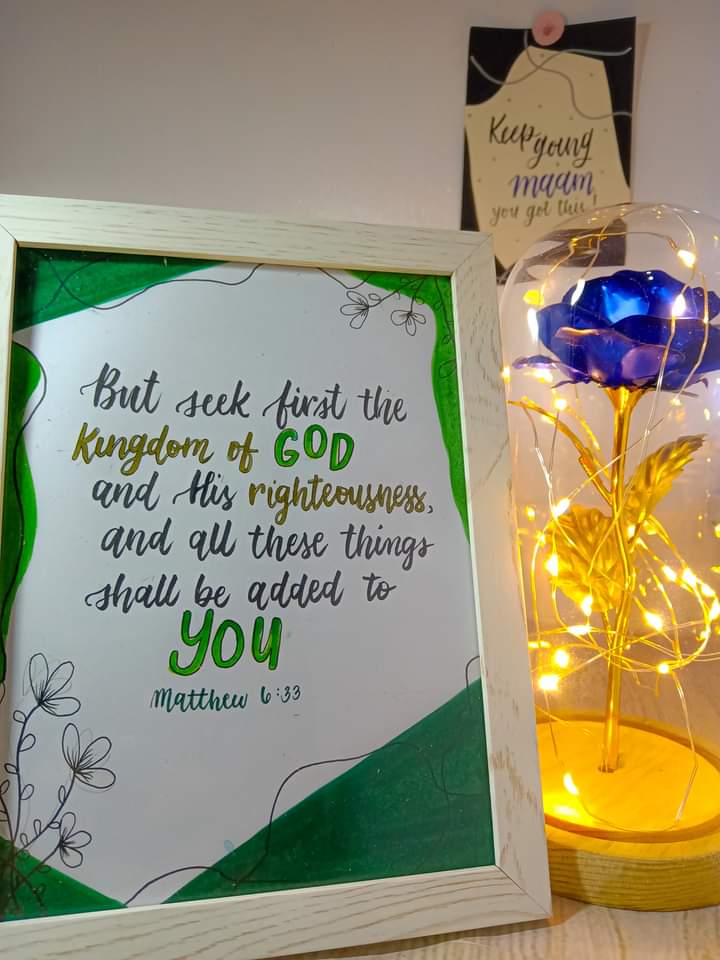 Keep
going
maam
you got this!
But seek first the
Kingdom of GOD
and His righteousness,
and all these things
shall be added to
YOU
Matthew 6:33